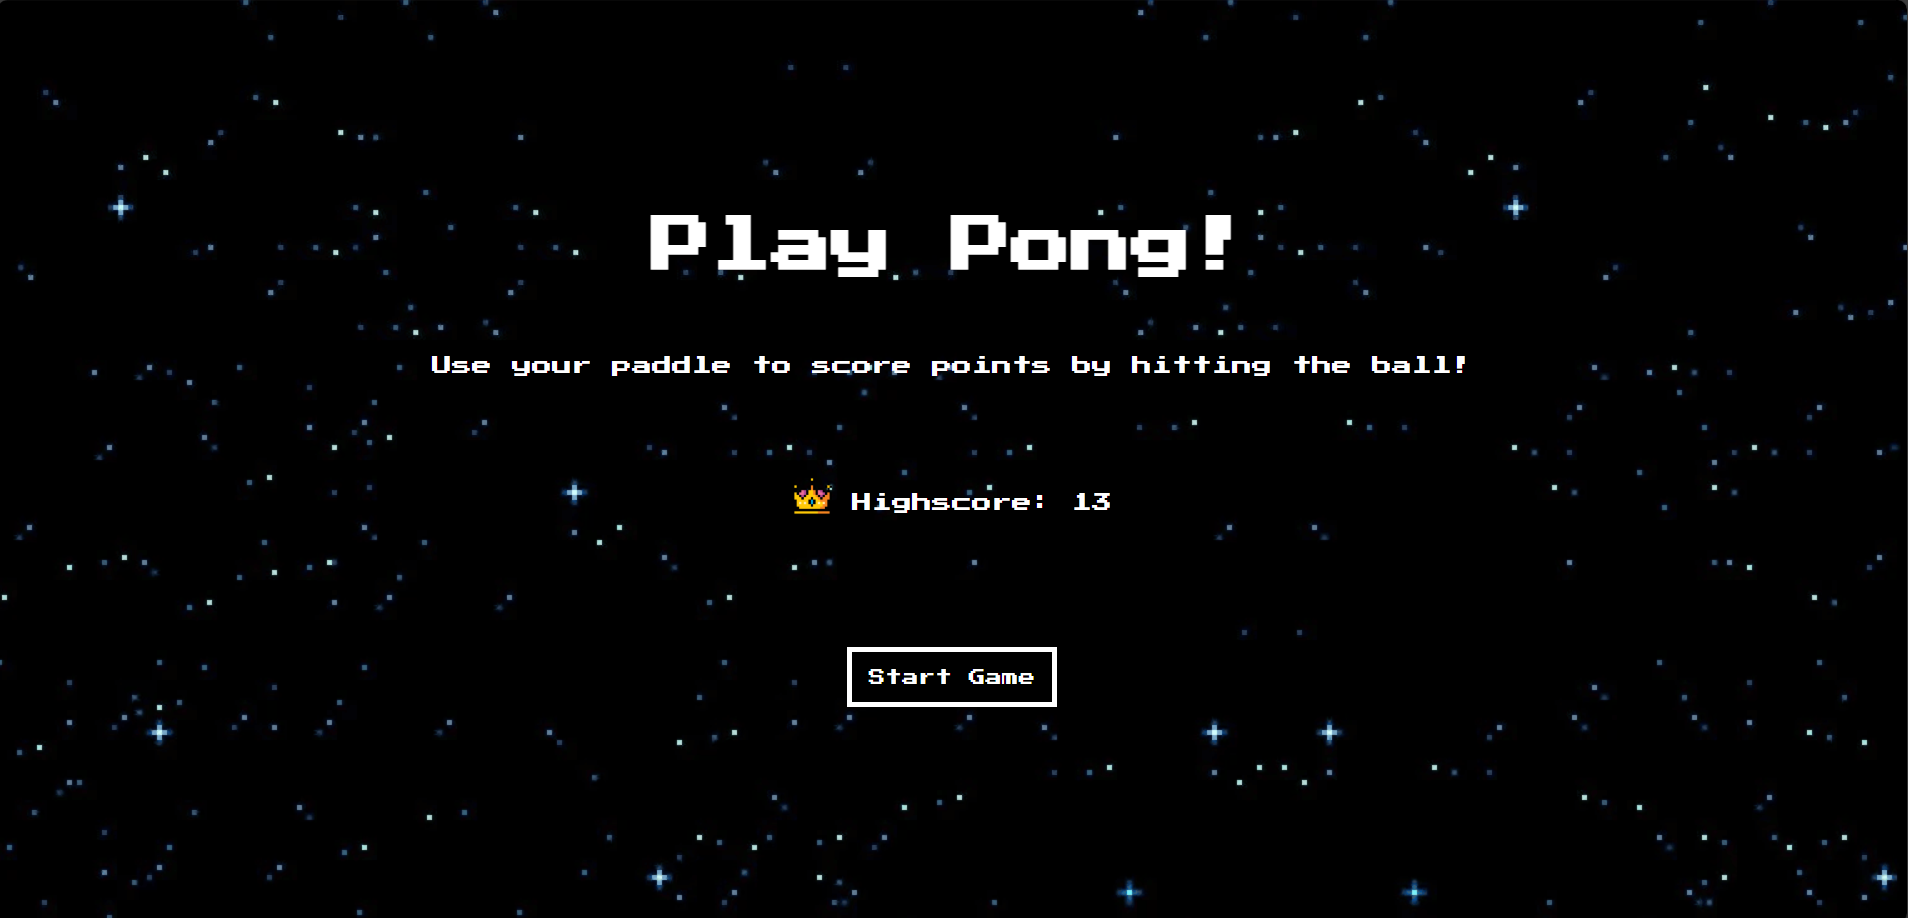 Play Pong!
Use your paddle to score points by hitting the ball!
Highscore: 13
Start Game